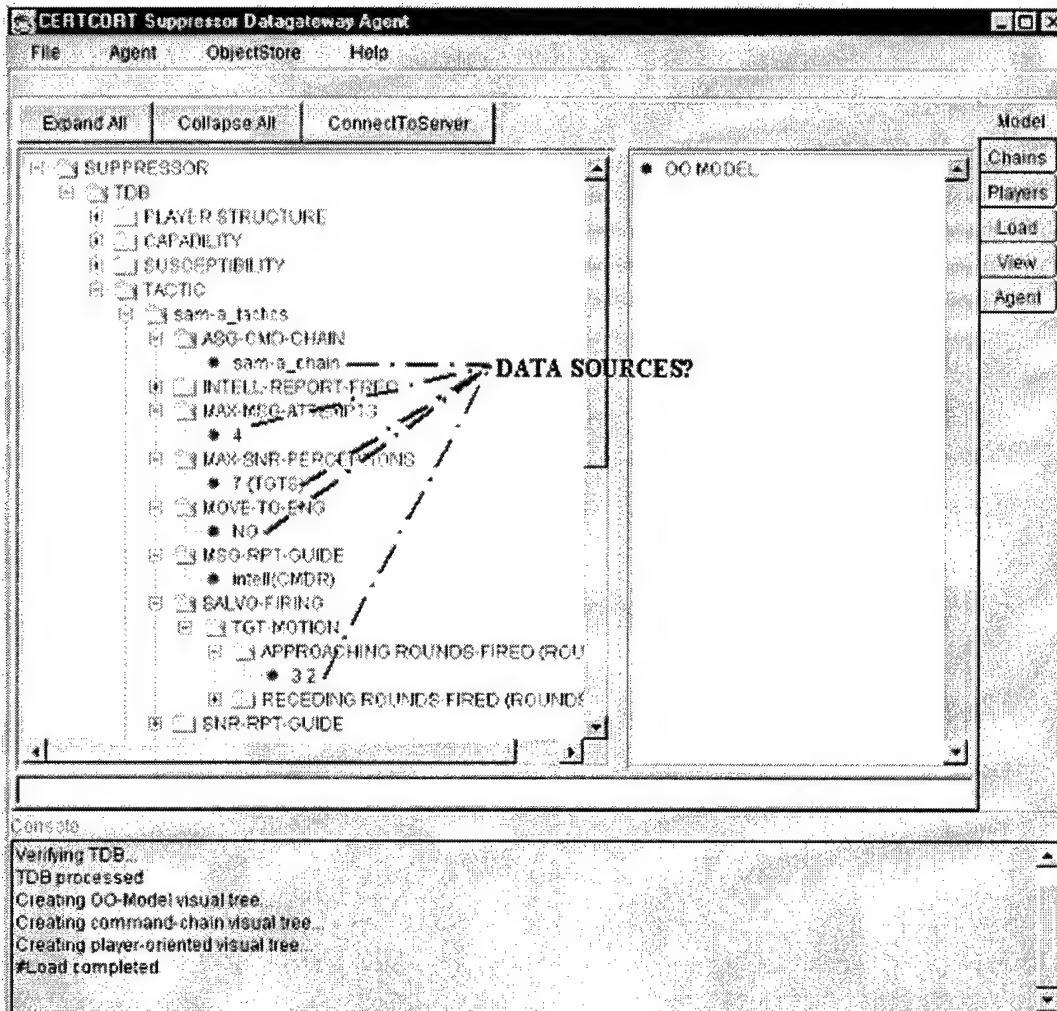 CERTCORT Suppressor Datagateway Agent
File Agent ObjectStore Help
Expand All Collapse All ConnectToServer
Model
Chains
Players
Load
View
Agent
SUPPRESSOR
TDB
PLAYER STRUCTURE
CAPABILITY
SUSCEPTIBILITY
TACTIC
sam-a_tactics
ASG-CMD-CHAIN
sam-a_chain
INTELL-REPORT-FREQ
MAX-MSG-ATTEMPTS
4
MAX-SNR-PERCEPTIONS
7 (TGTS)
MOVE-TO-ENG
NO
MSG-RPT-GUIDE
intell(CMDR)
SALVO-FIRING
TGT-MOTION
APPROACHING ROUNDS-FIRED (ROU
3 2
RECEDING ROUNDS-FIRED (ROUNDS
SNR-RPT-GUIDE
DATA SOURCES?
OO MODEL
Console
Verifying TDB...
TDB processed
Creating OO-Model visual tree...
Creating command-chain visual tree...
Creating player-oriented visual tree...
#Load completed